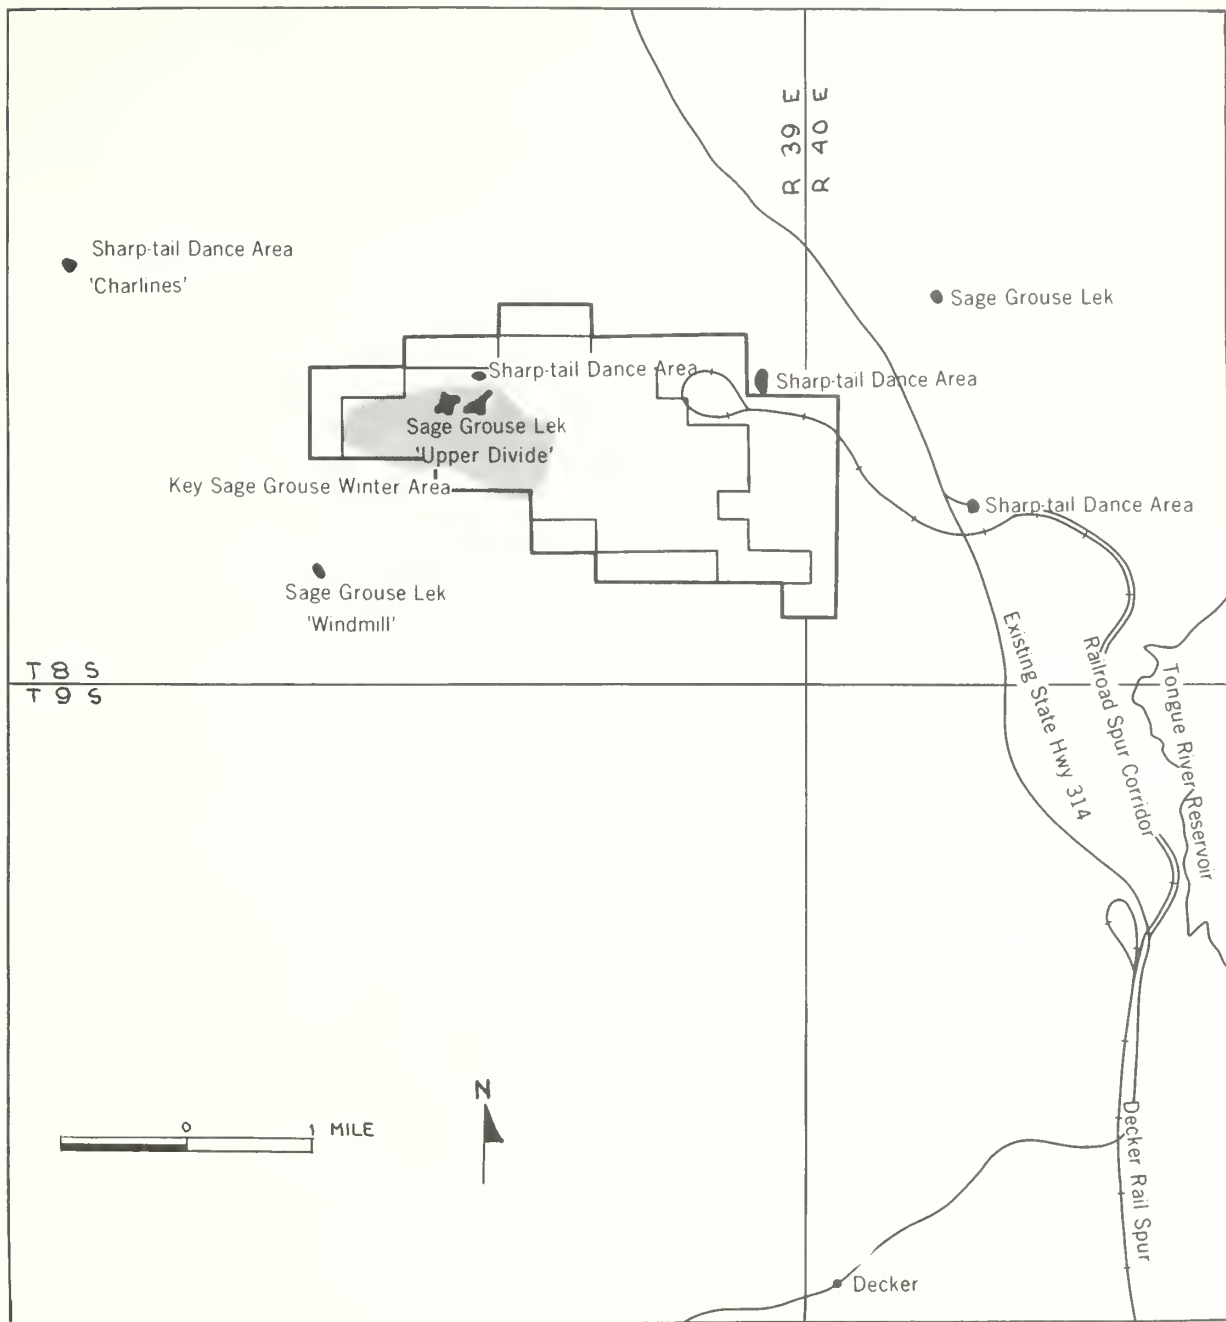 R 39 E
R 40 E
Sharp-tail Dance Area
'Charlines'
Sage Grouse Lek
Sharp-tail Dance Area
Sharp-tail Dance Area
Sage Grouse Lek
'Upper Divide'
Key Sage Grouse Winter Area
Sharp-tail Dance Area
Sage Grouse Lek
'Windmill'
T 8 S
T 9 S
Existing State Hwy 314
Railroad Spur Corridor
Tongue River Reservoir
0 1 MILE
N
Decker Rail Spur
Decker